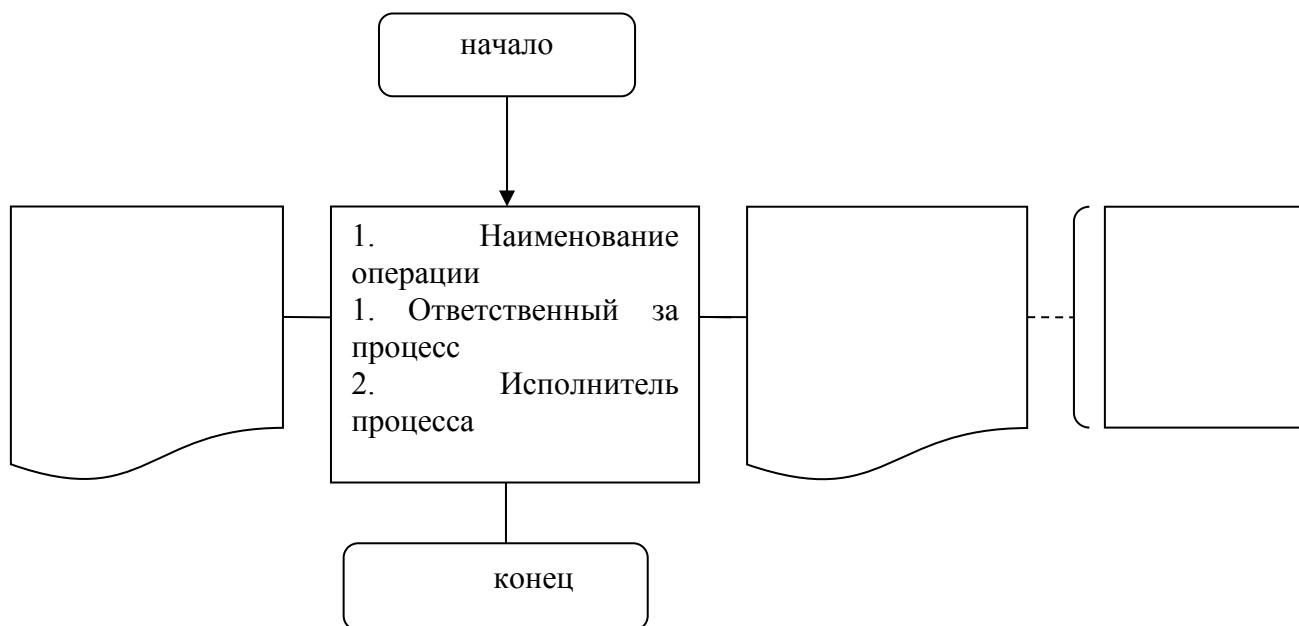 начало
1. Наименование
операции
1. Ответственный за
процесс
2. Исполнитель
процесса
конец